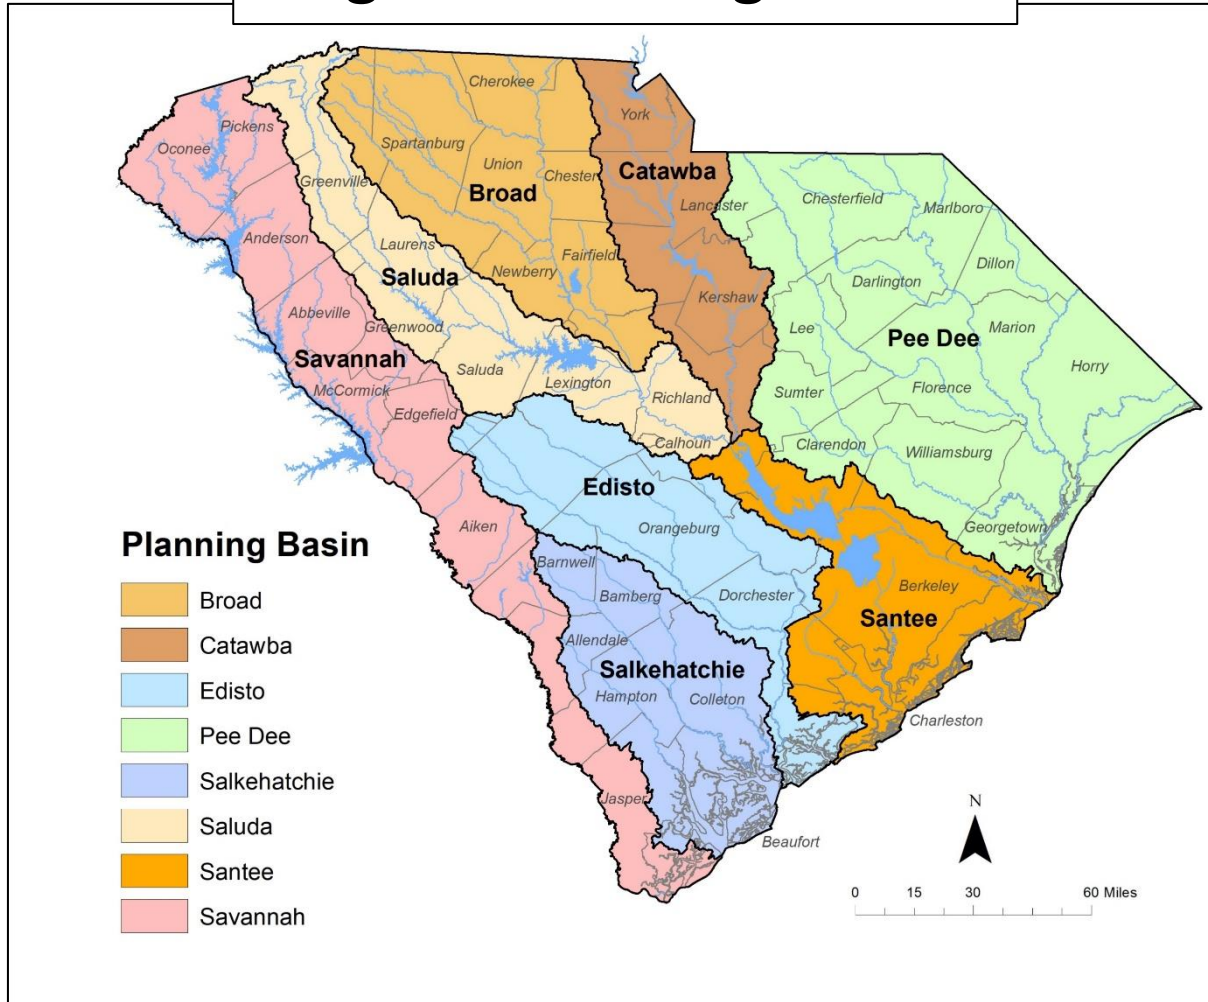 Cherokee
York
Pickens
Oconee
Spartanburg
Union
Chester
Catawba
Greenville
Broad
Lancaster
Chesterfield
Marlboro
Anderson
Laurens
Fairfield
Newberry
Saluda
Dillon
Darlington
Kershaw
Abbeville
Greenwood
Lee
Marion
Pee Dee
Savannah
Saluda
Lexington
Horry
McCormick
Richland
Sumter
Florence
Edgefield
Calhoun
Clarendon
Williamsburg
Edisto
Aiken
Orangeburg
Georgetown
Planning Basin
Barnwell
Bamberg
Dorchester
Berkeley
Santee
Allendale
Salkehatchie
Hampton
Colleton
Charleston
Jasper
Beaufort
Broad
Catawba
Edisto
Pee Dee
Salkehatchie
Saluda
Santee
Savannah
N
0 15 30 60 Miles